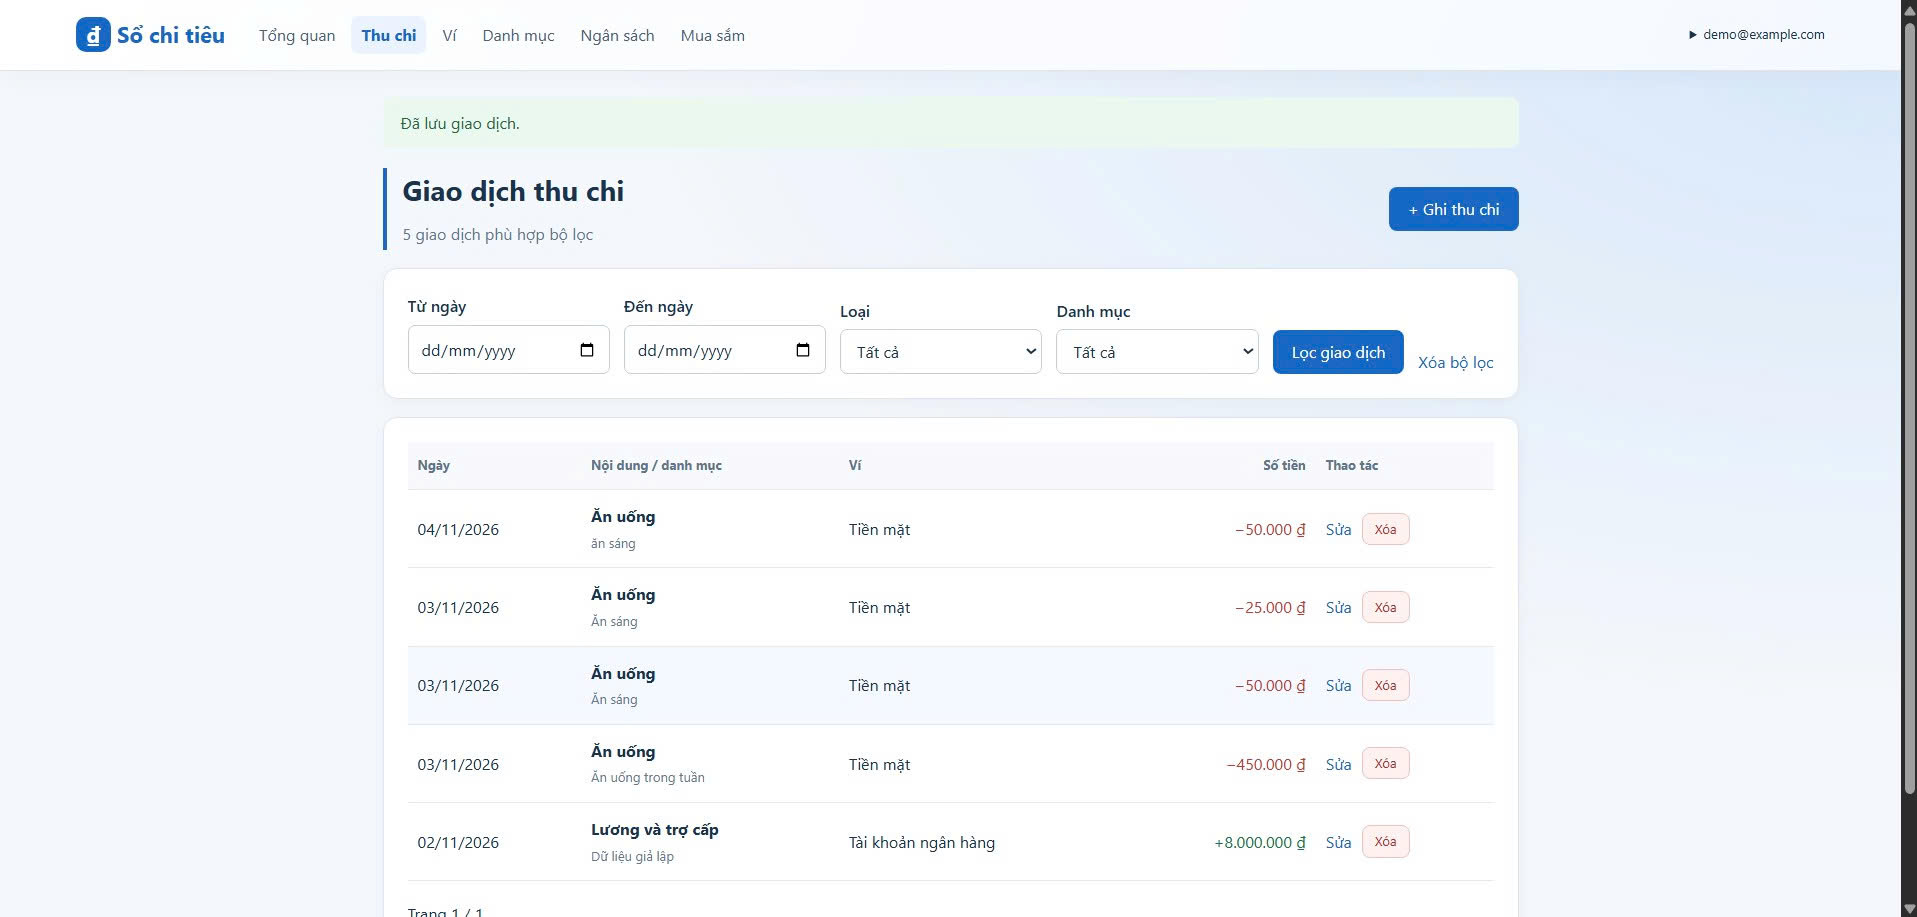 đ Sổ chi tiêu Tổng quan Thu chi Ví Danh mục Ngân sách Mua sắm ▶ demo@example.com
Đã lưu giao dịch.
Giao dịch thu chi
5 giao dịch phù hợp bộ lọc
+ Ghi thu chi
Từ ngày Đến ngày Loại Danh mục
dd/mm/yyyy dd/mm/yyyy Tất cả Tất cả Lọc giao dịch Xóa bộ lọc
Ngày Nội dung / danh mục Ví Số tiền Thao tác
04/11/2026 Ăn uống Tiền mặt −50.000 ₫ Sửa Xóa
ăn sáng
03/11/2026 Ăn uống Tiền mặt −25.000 ₫ Sửa Xóa
Ăn sáng
03/11/2026 Ăn uống Tiền mặt −50.000 ₫ Sửa Xóa
Ăn sáng
03/11/2026 Ăn uống Tiền mặt −450.000 ₫ Sửa Xóa
Ăn uống trong tuần
02/11/2026 Lương và trợ cấp Tài khoản ngân hàng +8.000.000 ₫ Sửa Xóa
Dữ liệu giả lập
Trang 1 / 1